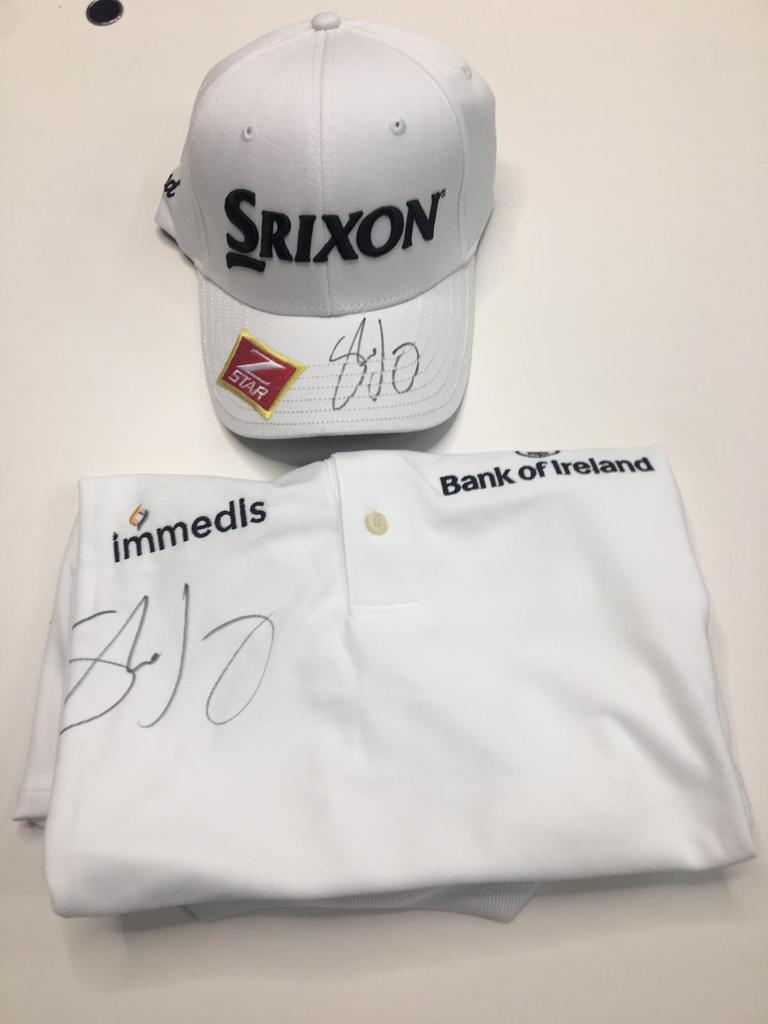 SRIXON
Z
STAR
Bank of Ireland
immedis